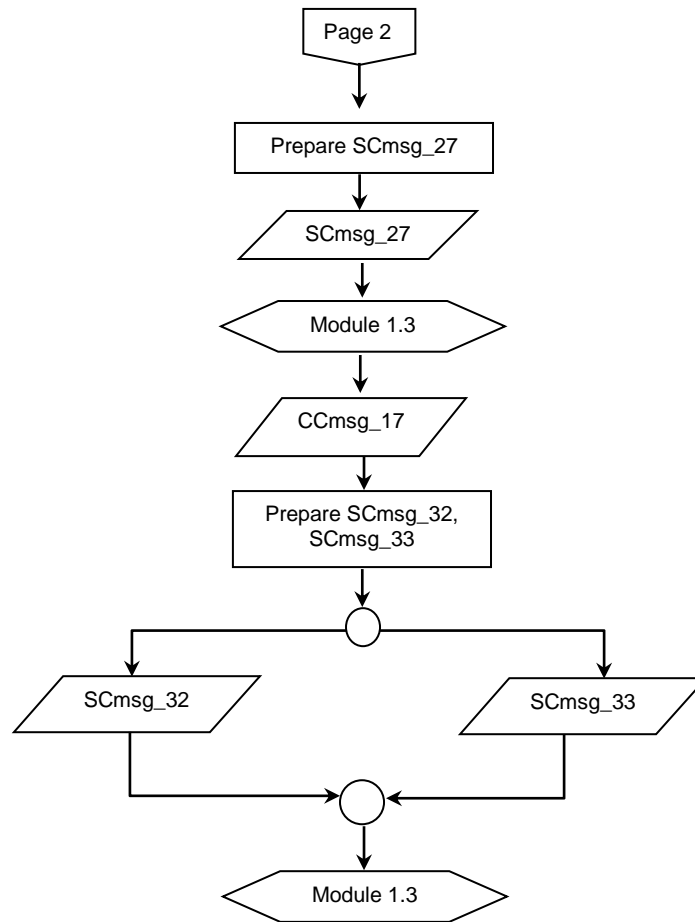 Page 2
Prepare SCmsg_27
SCmsg_27
Module 1.3
CCmsg_17
Prepare SCmsg_32,
SCmsg_33
SCmsg_32
SCmsg_33
Module 1.3